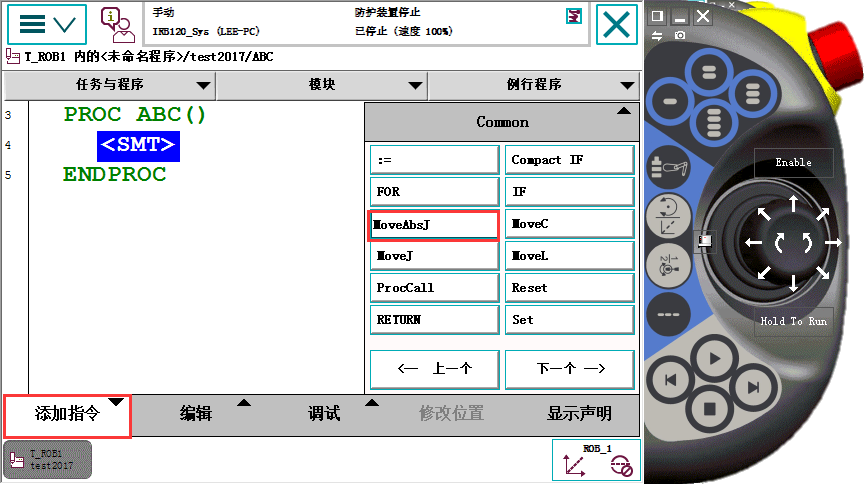 手动
IRB120_Sys (LEE-PC)
防护装置停止
已停止 (速度 100%)
T_ROB1 内的<未命名程序>/test2017/ABC
任务与程序
模块
例行程序
3 PROC ABC()
4 <SMT>
5 ENDPROC
Common
:= Compact IF
FOR IF
MoveAbsJ MoveC
MoveJ MoveL
ProcCall Reset
RETURN Set
<— 上一个 下一个 —>
添加指令 编辑 调试 修改位置 显示声明
T_ROB1
test2017
ROB_1
Enable
Hold To Run